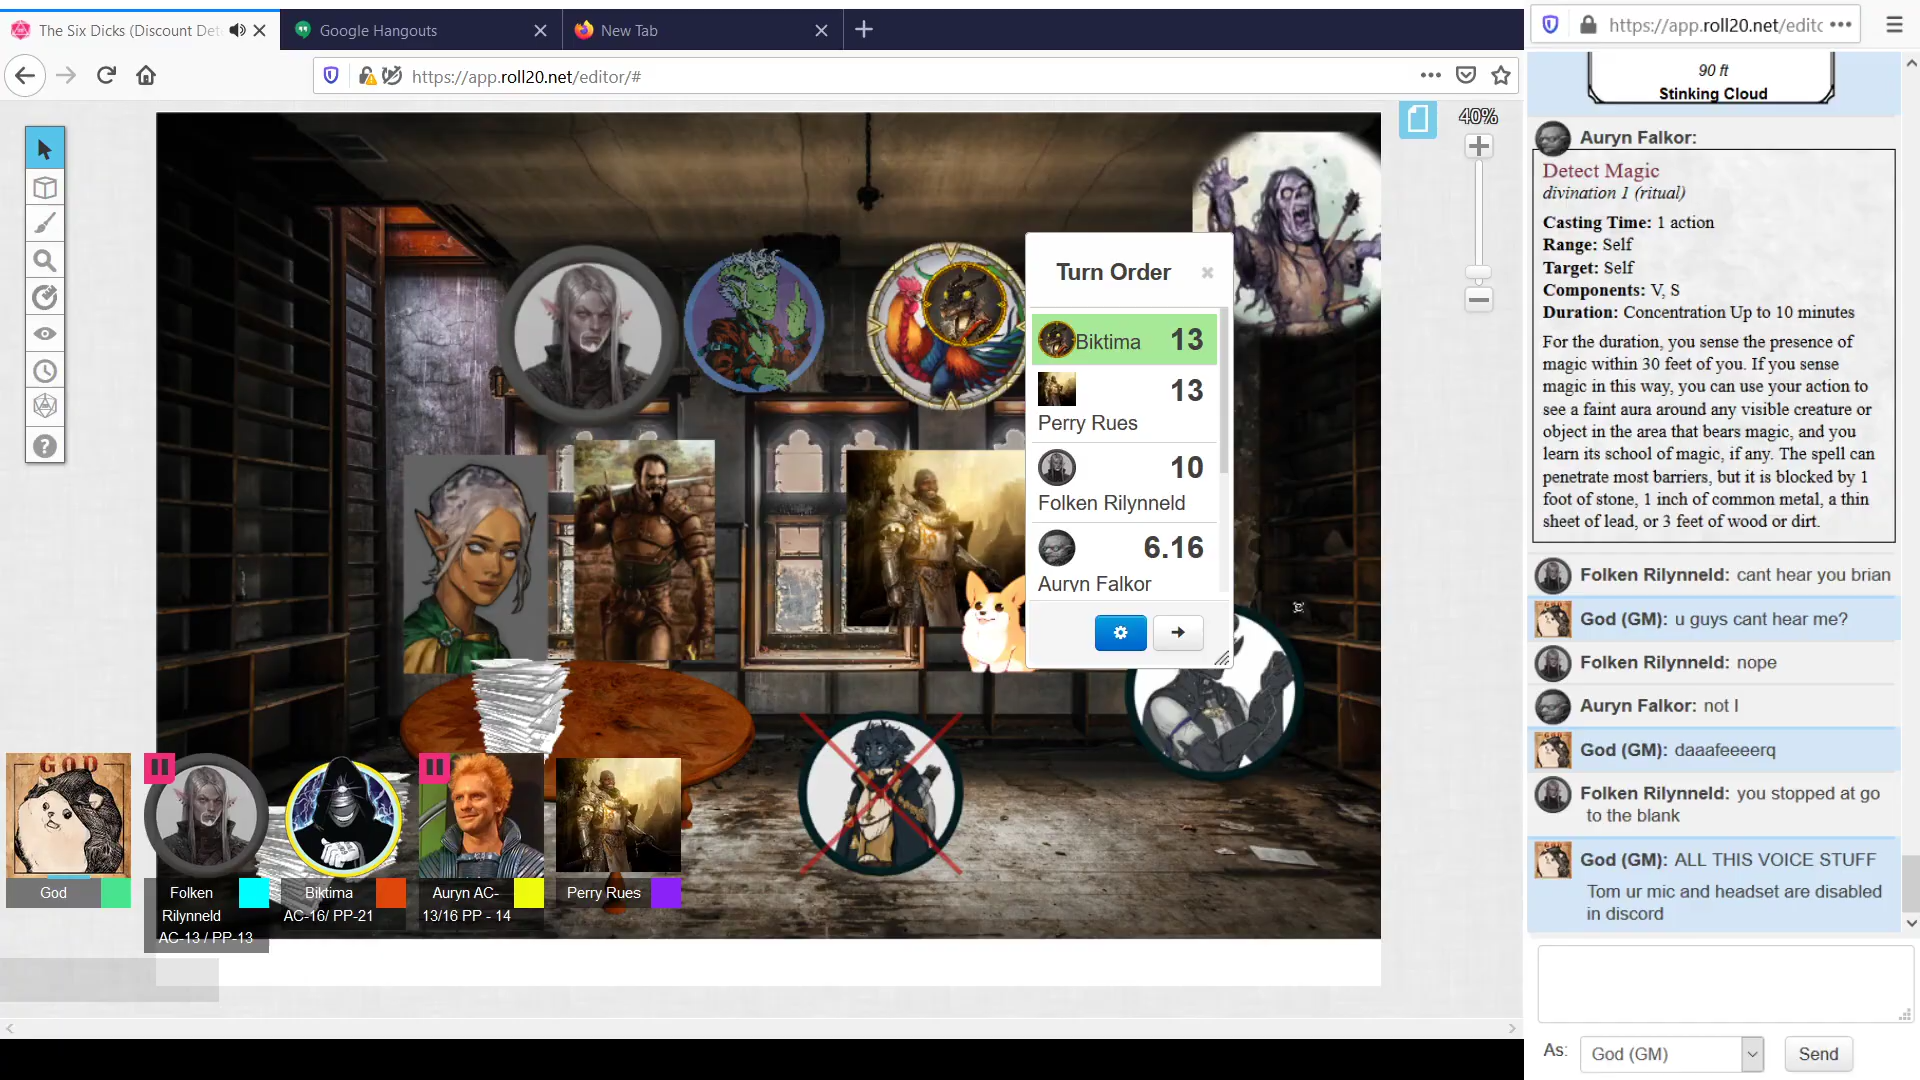 The Six Dicks (Discount Det
Google Hangouts
New Tab
https://app.roll20.net/editor/#
https://app.roll20.net/editc
40%
Turn Order
Biktima 13
13
Perry Rues
10
Folken Rilynneld
6.16
Auryn Falkor
GOD
God
Folken
Rilynneld
AC-13 / PP-13
Biktima
AC-16/ PP-21
Auryn AC-
13/16 PP - 14
Perry Rues
90 ft
Stinking Cloud
Auryn Falkor:
Detect Magic
divination 1 (ritual)
Casting Time: 1 action
Range: Self
Target: Self
Components: V, S
Duration: Concentration Up to 10 minutes
For the duration, you sense the presence of
magic within 30 feet of you. If you sense
magic in this way, you can use your action to
see a faint aura around any visible creature or
object in the area that bears magic, and you
learn its school of magic, if any. The spell can
penetrate most barriers, but it is blocked by 1
foot of stone, 1 inch of common metal, a thin
sheet of lead, or 3 feet of wood or dirt.
Folken Rilynneld: cant hear you brian
God (GM): u guys cant hear me?
Folken Rilynneld: nope
Auryn Falkor: not I
God (GM): daaafeeeerq
Folken Rilynneld: you stopped at go
to the blank
God (GM): ALL THIS VOICE STUFF
Tom ur mic and headset are disabled
in discord
As:
God (GM)
Send